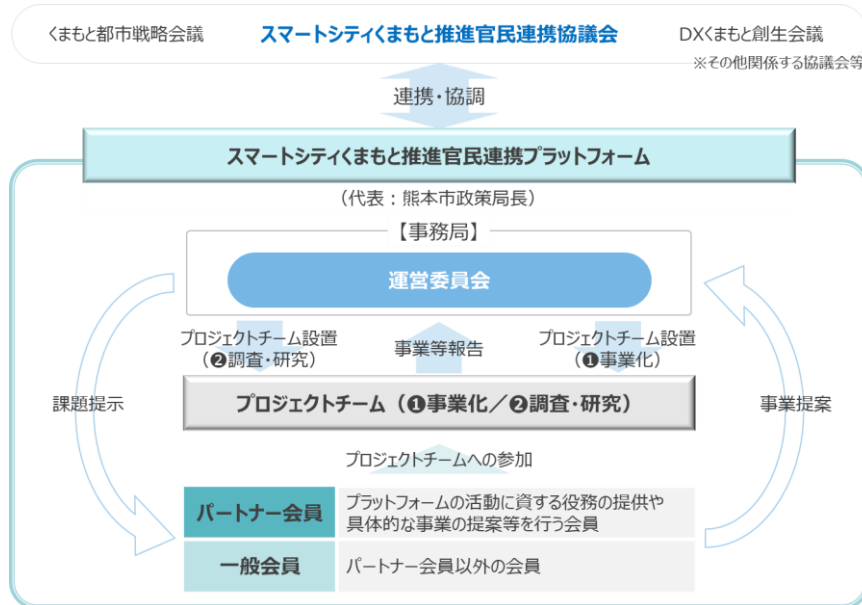 くまもと都市戦略会議
スマートシティくまもと推進官民連携協議会
DXくまもと創生会議
※その他関係する協議会等
連携・協調
スマートシティくまもと推進官民連携プラットフォーム
（代表：熊本市政策局長）
【事務局】
運営委員会
プロジェクトチーム設置
（❷調査・研究）
事業等報告
プロジェクトチーム設置
（❶事業化）
課題提示
プロジェクトチーム（❶事業化／❷調査・研究）
事業提案
プロジェクトチームへの参加
パートナー会員
プラットフォームの活動に資する役務の提供や
具体的な事業の提案等を行う会員
一般会員
パートナー会員以外の会員